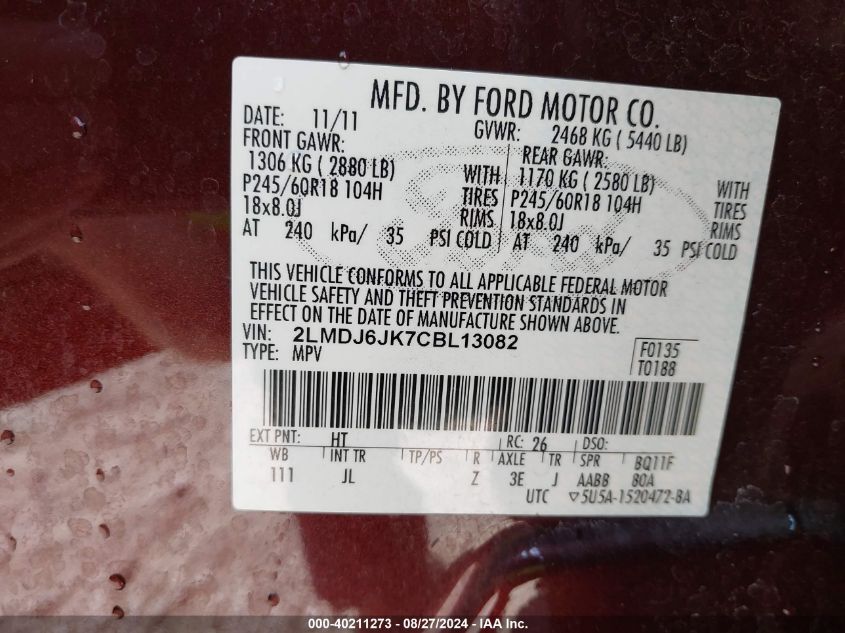 MFD. BY FORD MOTOR CO.
DATE: 11/11 GVWR: 2468 KG ( 5440 LB)
FRONT GAWR: REAR GAWR:
1306 KG ( 2880 LB) WITH 1170 KG ( 2580 LB) WITH
P245/60R18 104H TIRES P245/60R18 104H TIRES
18x8.0J RIMS 18x8.0J RIMS
AT 240 kPa/ 35 PSI COLD AT 240 kPa/ 35 PSI COLD
THIS VEHICLE CONFORMS TO ALL APPLICABLE FEDERAL MOTOR
VEHICLE SAFETY AND THEFT PREVENTION STANDARDS IN
EFFECT ON THE DATE OF MANUFACTURE SHOWN ABOVE.
VIN: 2LMDJ6JK7CBL13082 F0135
TYPE: MPV T0188
EXT PNT: HT RC: 26 DSO:
WB INT TR TP/PS R AXLE TR SPR BQ11F
111 JL Z 3E J AABB 80A
UTC ▽5U5A-1520472-BA
000-40211273 - 08/27/2024 - IAA Inc.